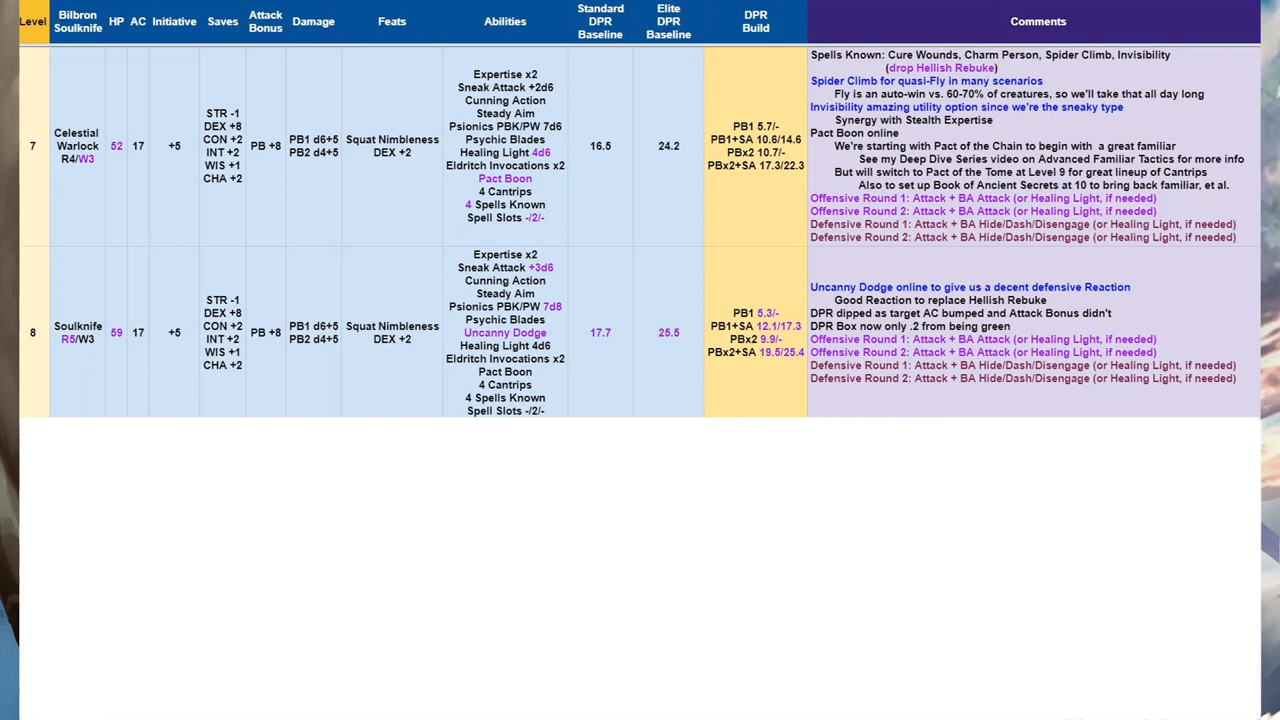 Level
Bilbron
Soulknife
HP
AC
Initiative
Saves
Attack
Bonus
Damage
Feats
Abilities
Standard
DPR
Baseline
Elite
DPR
Baseline
DPR
Build
Comments
7
Celestial
Warlock
R4/W3
52
17
+5
STR -1
DEX +8
CON +2
INT +2
WIS +1
CHA +2
PB +8
PB1 d6+5
PB2 d4+5
Squat Nimbleness
DEX +2
Expertise x2
Sneak Attack +2d6
Cunning Action
Steady Aim
Psionics PBK/PW 7d6
Psychic Blades
Healing Light 4d6
Eldritch Invocations x2
Pact Boon
4 Cantrips
4 Spells Known
Spell Slots -/2/-
16.5
24.2
PB1 5.7/-
PB1+SA 10.6/14.6
PBx2 10.7/-
PBx2+SA 17.3/22.3
Spells Known: Cure Wounds, Charm Person, Spider Climb, Invisibility
(drop Hellish Rebuke)
Spider Climb for quasi-Fly in many scenarios
Fly is an auto-win vs. 60-70% of creatures, so we'll take that all day long
Invisibility amazing utility option since we're the sneaky type
Synergy with Stealth Expertise
Pact Boon online
We're starting with Pact of the Chain to begin with a great familiar
See my Deep Dive Series video on Advanced Familiar Tactics for more info
But will switch to Pact of the Tome at Level 9 for great lineup of Cantrips
Also to set up Book of Ancient Secrets at 10 to bring back familiar, et al.
Offensive Round 1: Attack + BA Attack (or Healing Light, if needed)
Offensive Round 2: Attack + BA Attack (or Healing Light, if needed)
Defensive Round 1: Attack + BA Hide/Dash/Disengage (or Healing Light, if needed)
Defensive Round 2: Attack + BA Hide/Dash/Disengage (or Healing Light, if needed)
8
Soulknife
R5/W3
59
17
+5
STR -1
DEX +8
CON +2
INT +2
WIS +1
CHA +2
PB +8
PB1 d6+5
PB2 d4+5
Squat Nimbleness
DEX +2
Expertise x2
Sneak Attack +3d6
Cunning Action
Steady Aim
Psionics PBK/PW 7d8
Psychic Blades
Uncanny Dodge
Healing Light 4d6
Eldritch Invocations x2
Pact Boon
4 Cantrips
4 Spells Known
Spell Slots -/2/-
17.7
25.5
PB1 5.3/-
PB1+SA 12.1/17.3
PBx2 9.9/-
PBx2+SA 19.5/25.4
Uncanny Dodge online to give us a decent defensive Reaction
Good Reaction to replace Hellish Rebuke
DPR dipped as target AC bumped and Attack Bonus didn't
DPR Box now only .2 from being green
Offensive Round 1: Attack + BA Attack (or Healing Light, if needed)
Offensive Round 2: Attack + BA Attack (or Healing Light, if needed)
Defensive Round 1: Attack + BA Hide/Dash/Disengage (or Healing Light, if needed)
Defensive Round 2: Attack + BA Hide/Dash/Disengage (or Healing Light, if needed)